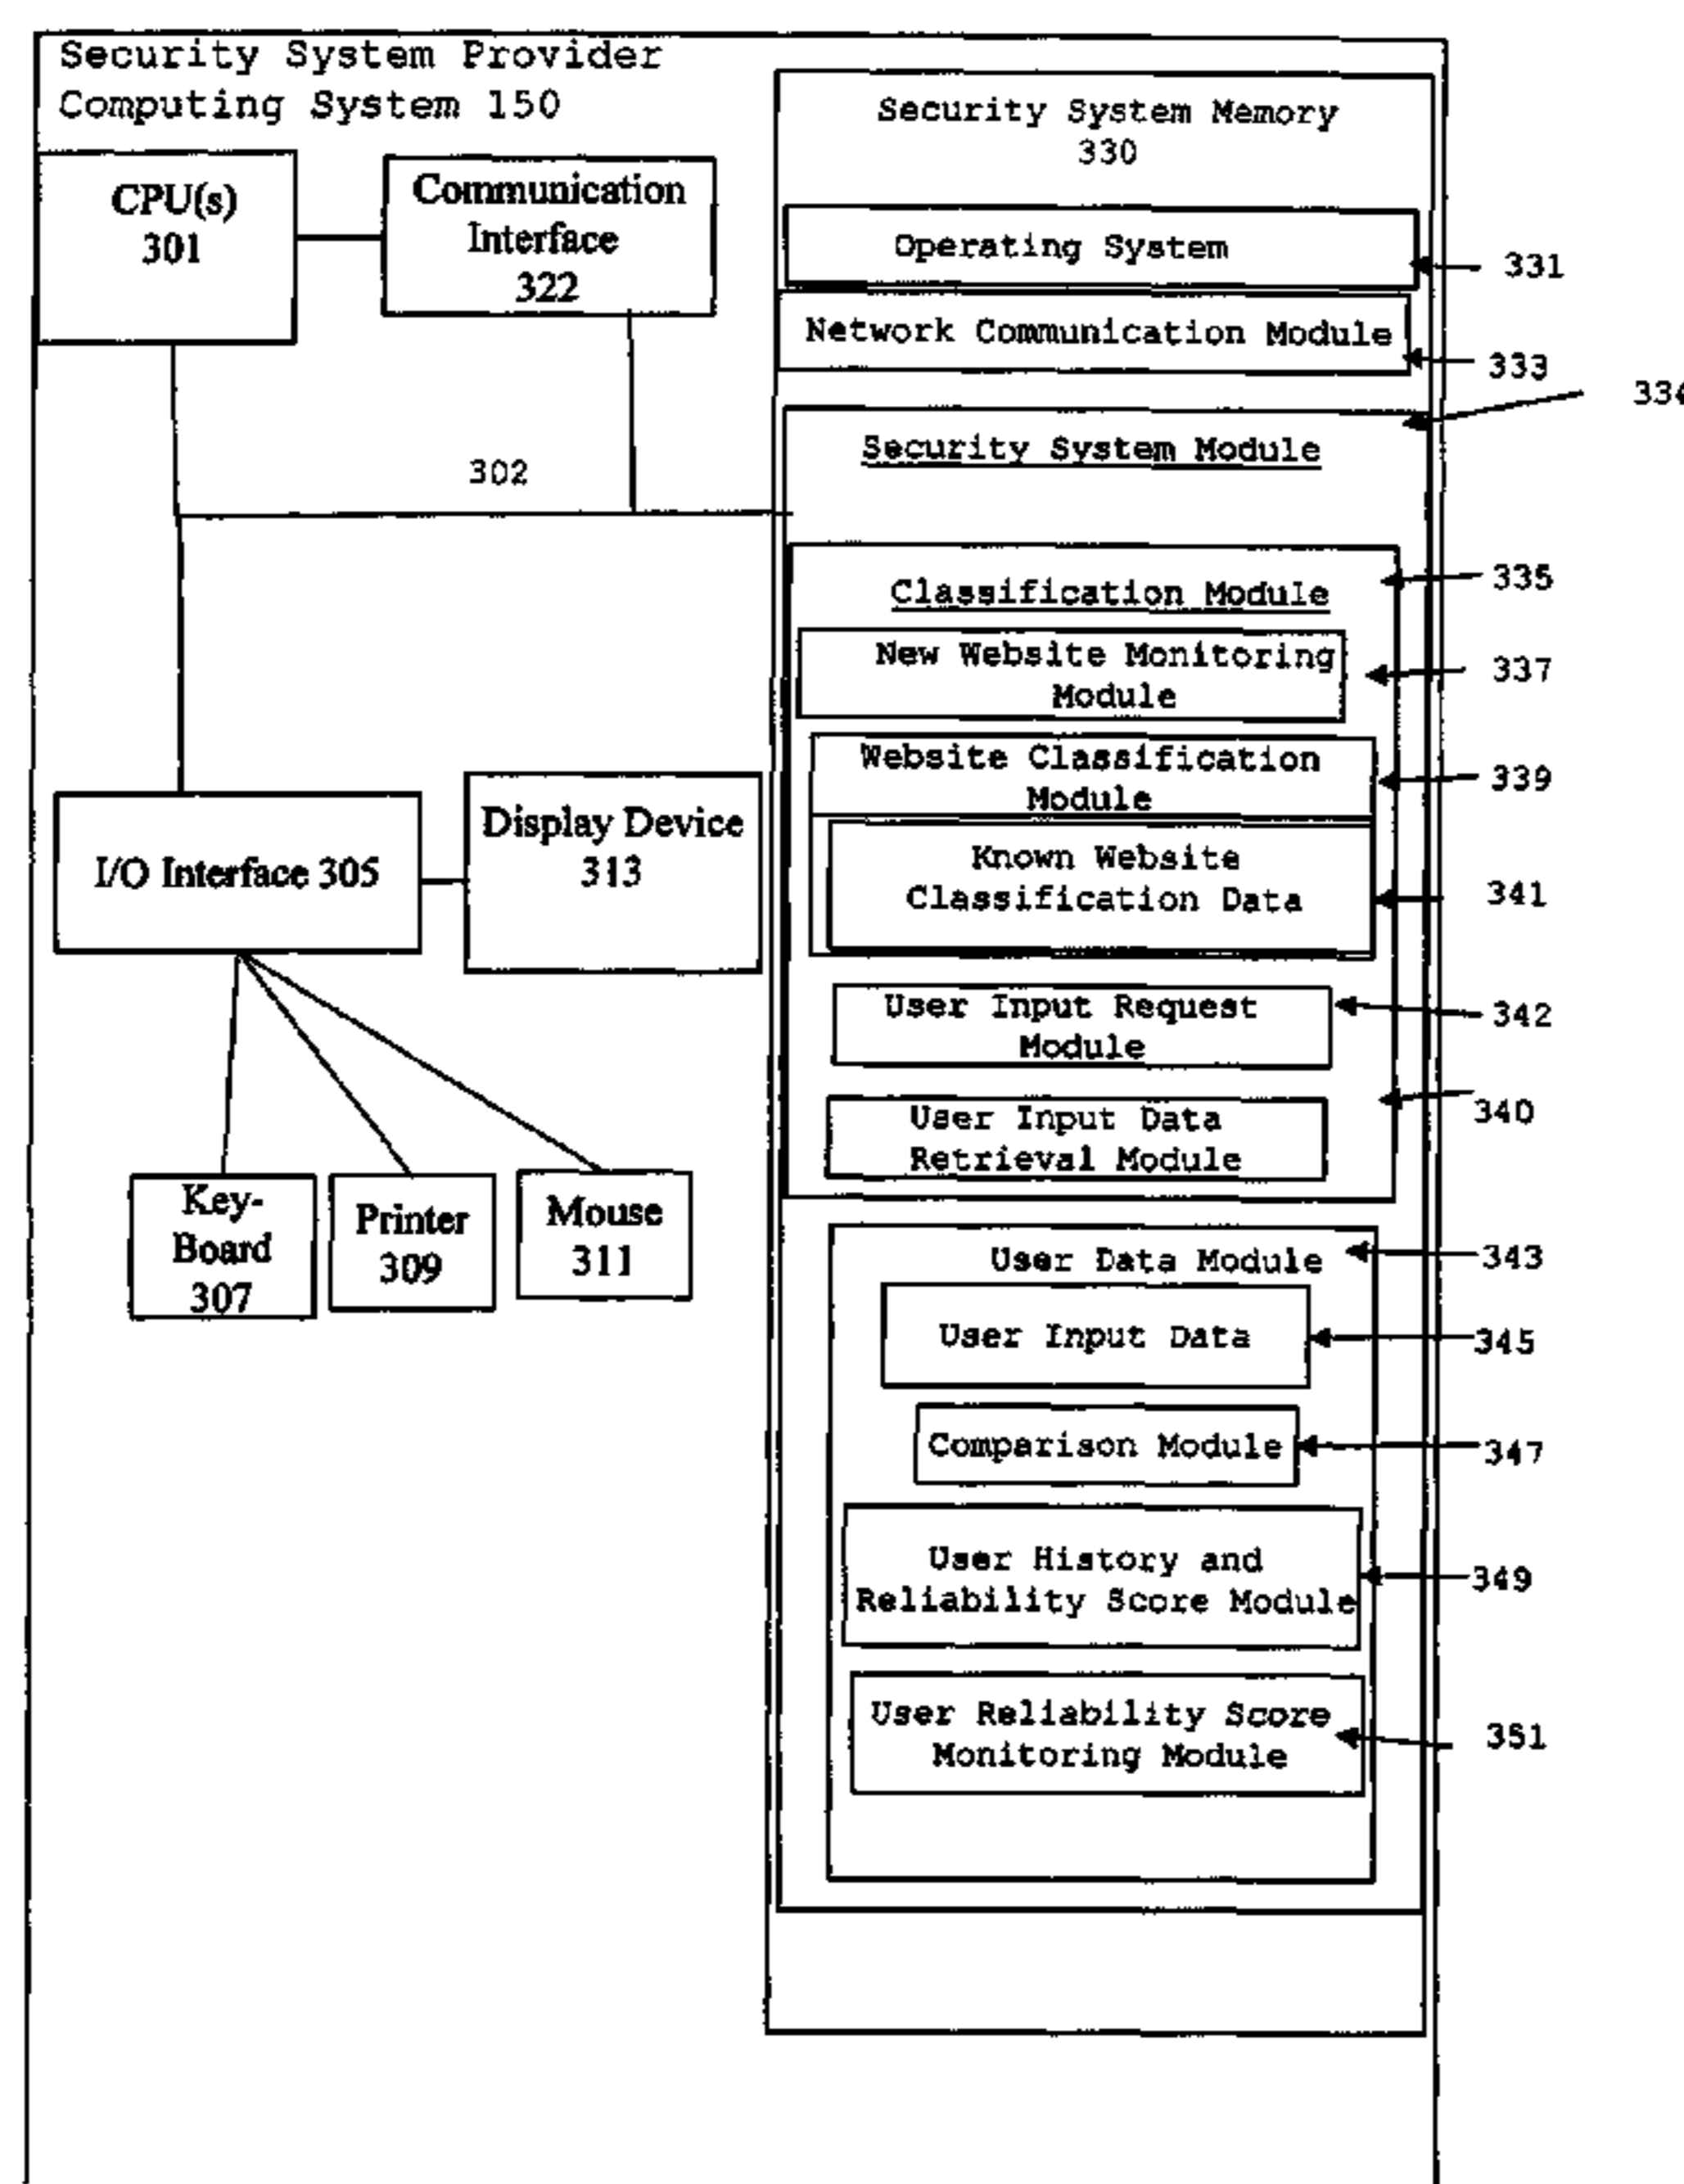 Security System Provider
Computing System 150
CPU(s)
301
Communication
Interface
322
302
I/O Interface 305
Display Device
313
Key-
Board
307
Printer
309
Mouse
311
Security System Memory
330
Operating System
331
Network Communication Module
333
Security System Module
Classification Module
335
New Website Monitoring
Module
337
Website Classification
Module
339
Known Website
Classification Data
341
User Input Request
Module
342
User Input Data
Retrieval Module
340
User Data Module
343
User Input Data
345
Comparison Module
347
User History and
Reliability Score Module
349
User Reliability Score
Monitoring Module
351